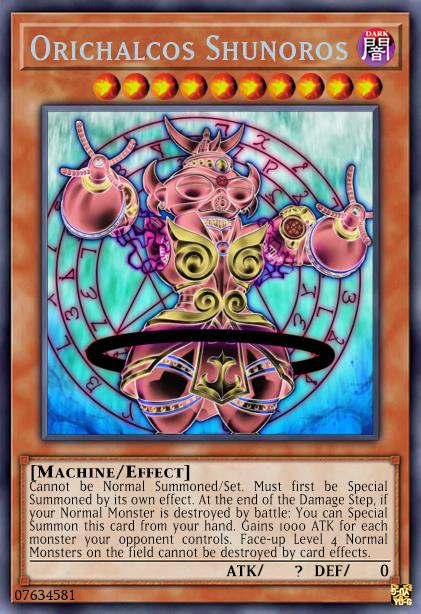 Orichalcos Shunoros
DARK
闇
[Machine/Effect]
Cannot be Normal Summoned/Set. Must first be Special
Summoned by its own effect. At the end of the Damage Step, if
your Normal Monster is destroyed by battle: You can Special
Summon this card from your hand. Gains 1000 ATK for each
monster your opponent controls. Face-up Level 4 Normal
Monsters on the field cannot be destroyed by card effects.
ATK/ ? DEF/ 0
07634581